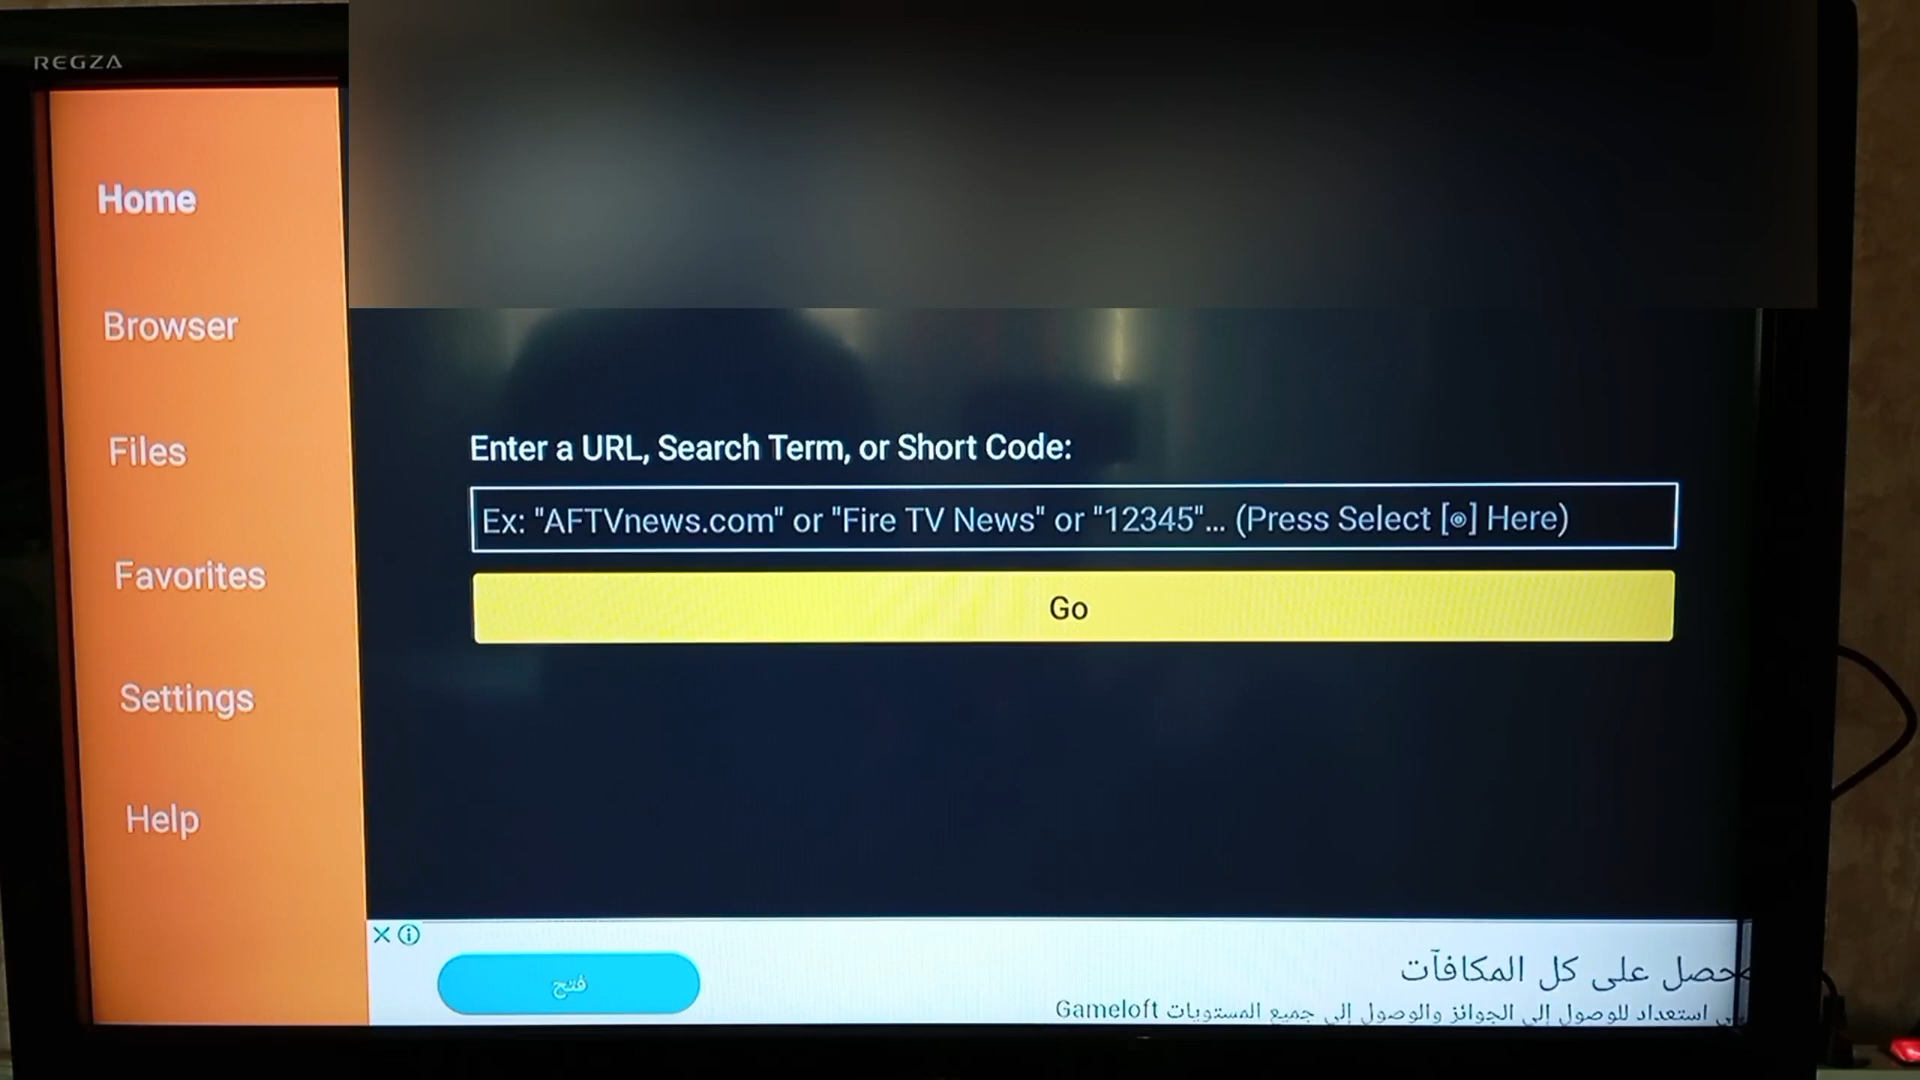 REGZA
Home
Browser
Files
Favorites
Settings
Help
Enter a URL, Search Term, or Short Code:
Ex: "AFTVnews.com" or "Fire TV News" or "12345"... (Press Select [◉] Here)
Go
حصل على كل المكافآت
استعداد للوصول إلى الجوائز والوصول إلى جميع المستويات Gameloft
فتح